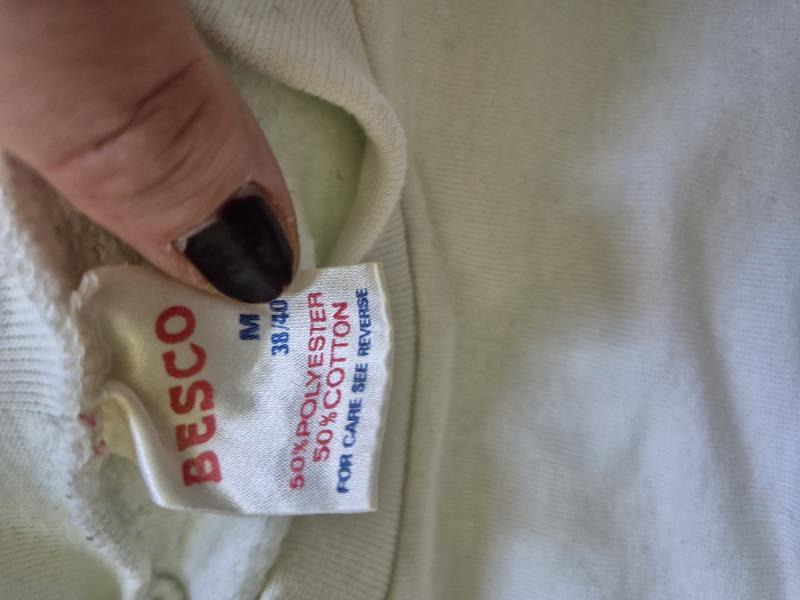 BESCO
M
38/40
50%POLYESTER
50%COTTON
FOR CARE SEE REVERSE